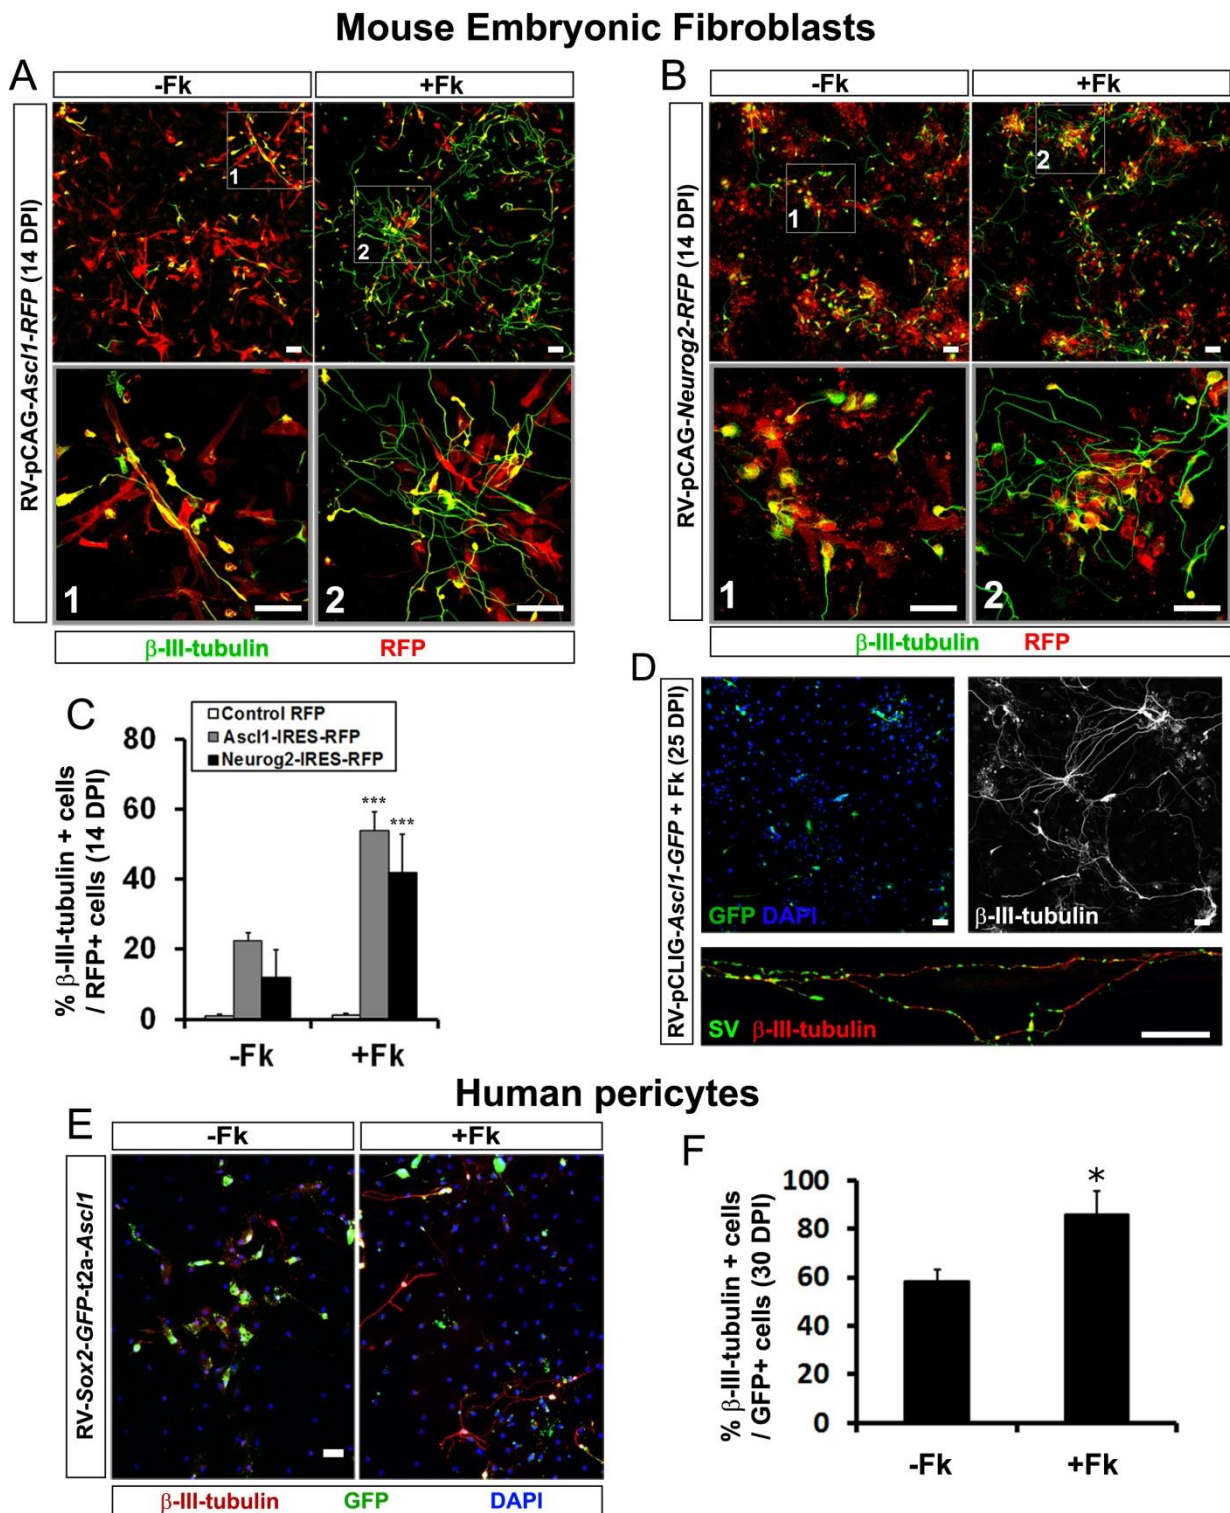 Mouse Embryonic Fibroblasts
A
-Fk
+Fk
RV-pCAG-Ascl1-RFP (14 DPI)
1
2
1
2
β-III-tubulin RFP
B
-Fk
+Fk
RV-pCAG-Neurog2-RFP (14 DPI)
1
2
1
2
β-III-tubulin RFP
C
Control RFP
Ascl1-IRES-RFP
Neurog2-IRES-RFP
% β-III-tubulin + cells
/ RFP+ cells (14 DPI)
80
60
40
20
0
***
***
-Fk
+Fk
D
RV-pCLIG-Ascl1-GFP + Fk (25 DPI)
GFP DAPI
β-III-tubulin
SV β-III-tubulin
Human pericytes
E
-Fk
+Fk
RV-Sox2-GFP-t2a-Ascl1
β-III-tubulin GFP DAPI
F
% β-III-tubulin + cells
/ GFP+ cells (30 DPI)
100
80
60
40
20
0
*
-Fk
+Fk